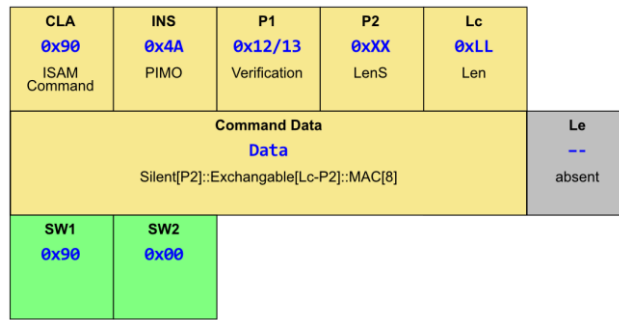 CLA INS P1 P2 Lc
0x90 0x4A 0x12/13 0xXX 0xLL
ISAM Command PIMO Verification LenS Len
Command Data Le
Data --
Silent[P2]::Exchangable[Lc-P2]::MAC[8] absent
SW1 SW2
0x90 0x00